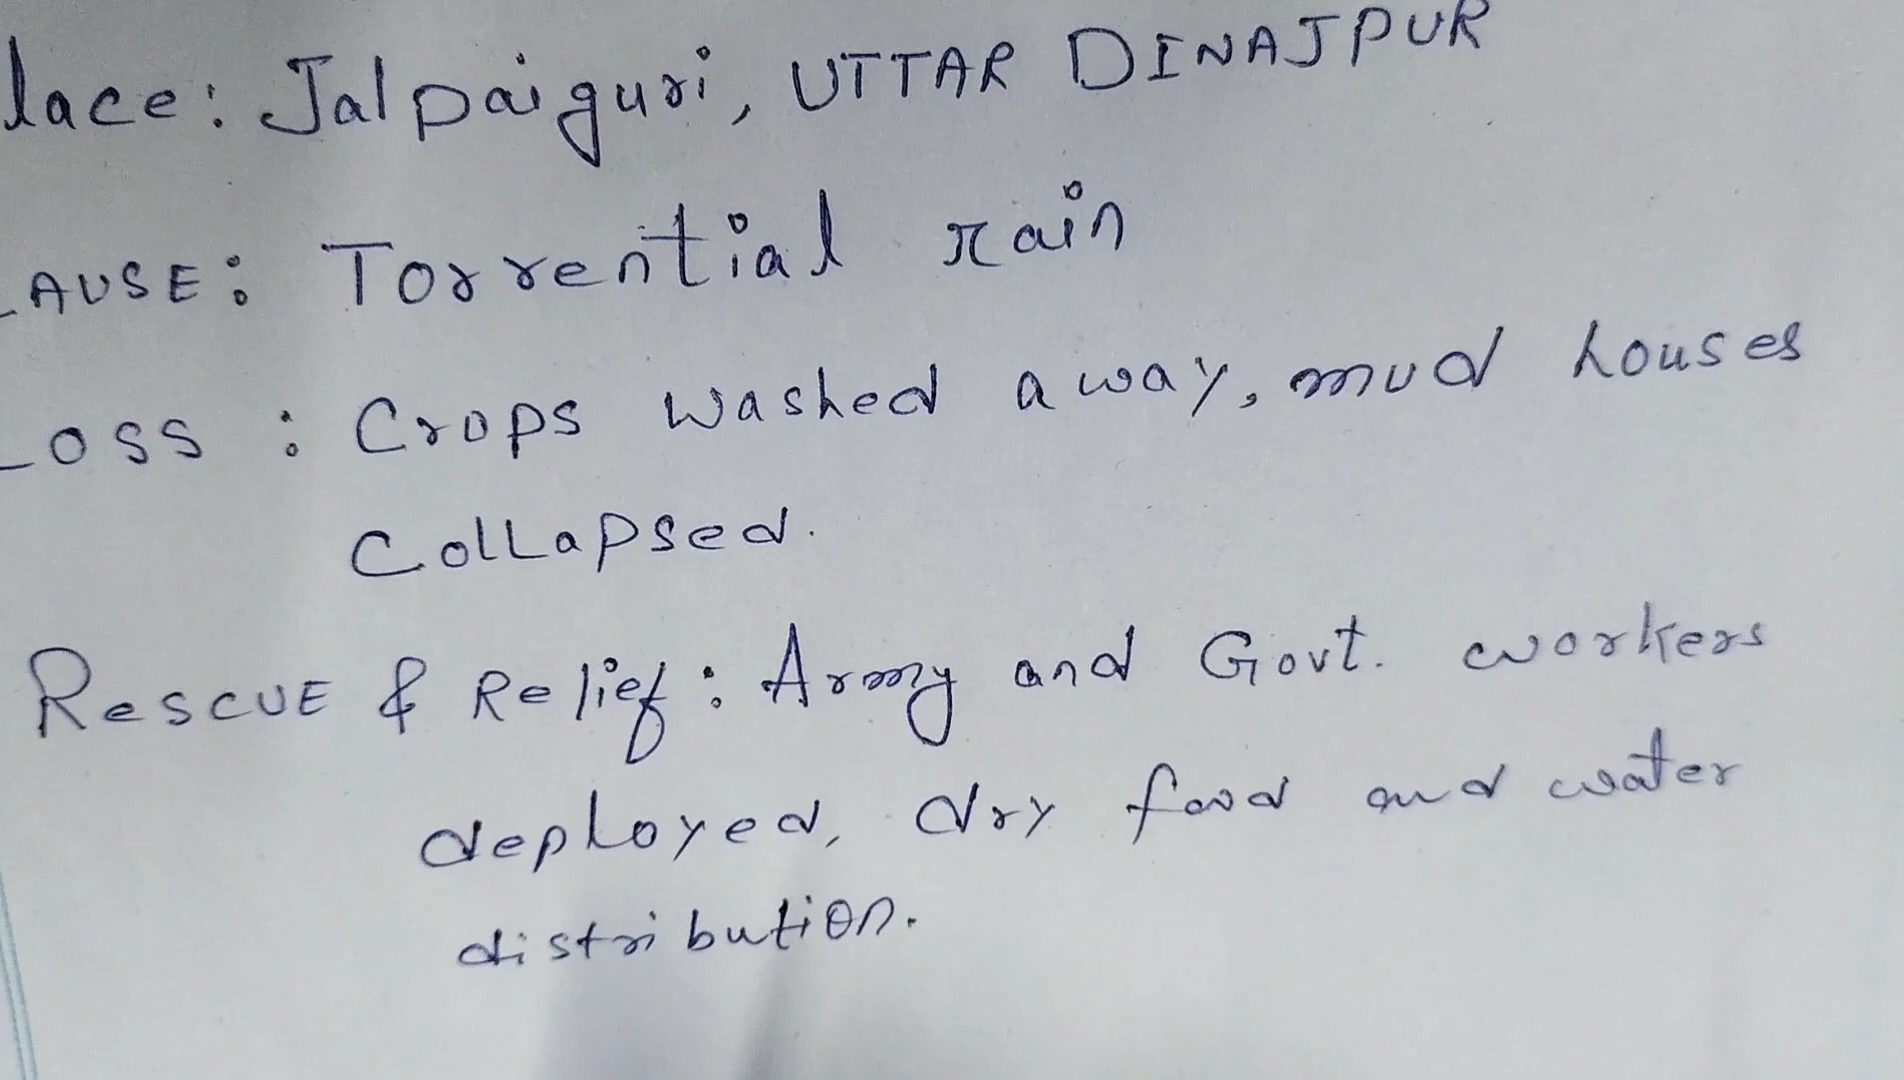 lace: Jalpaiguri, UTTAR DINAJPUR
AUSE: Torrential rain
LOSS : Crops washed away, mud houses
CollapSed.
RescUE & Relief: Army and Govt. workers
deployed, dry food and water
distribution.